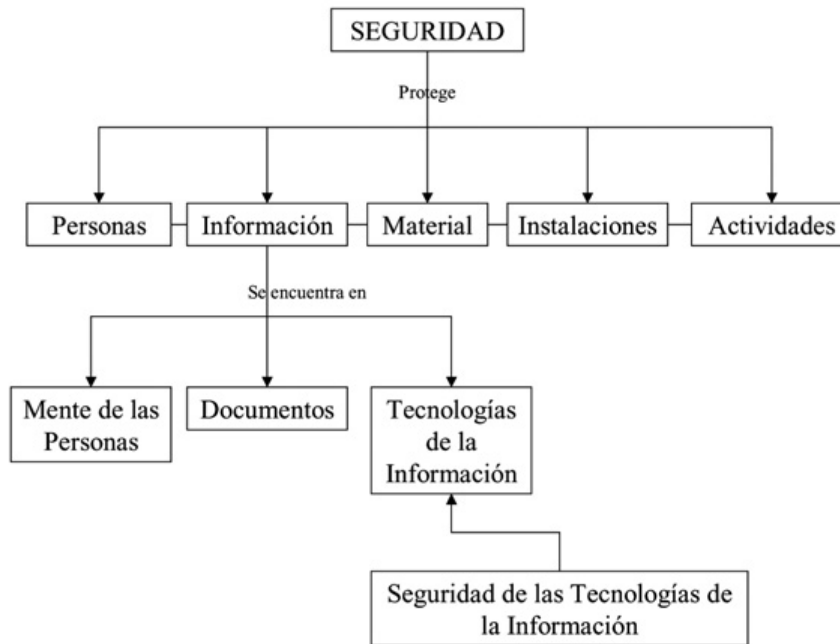 SEGURIDAD
Protege
Personas
Información
Material
Instalaciones
Actividades
Se encuentra en
Mente de las
Personas
Documentos
Tecnologías
de la
Información
Seguridad de las Tecnologías de
la Información